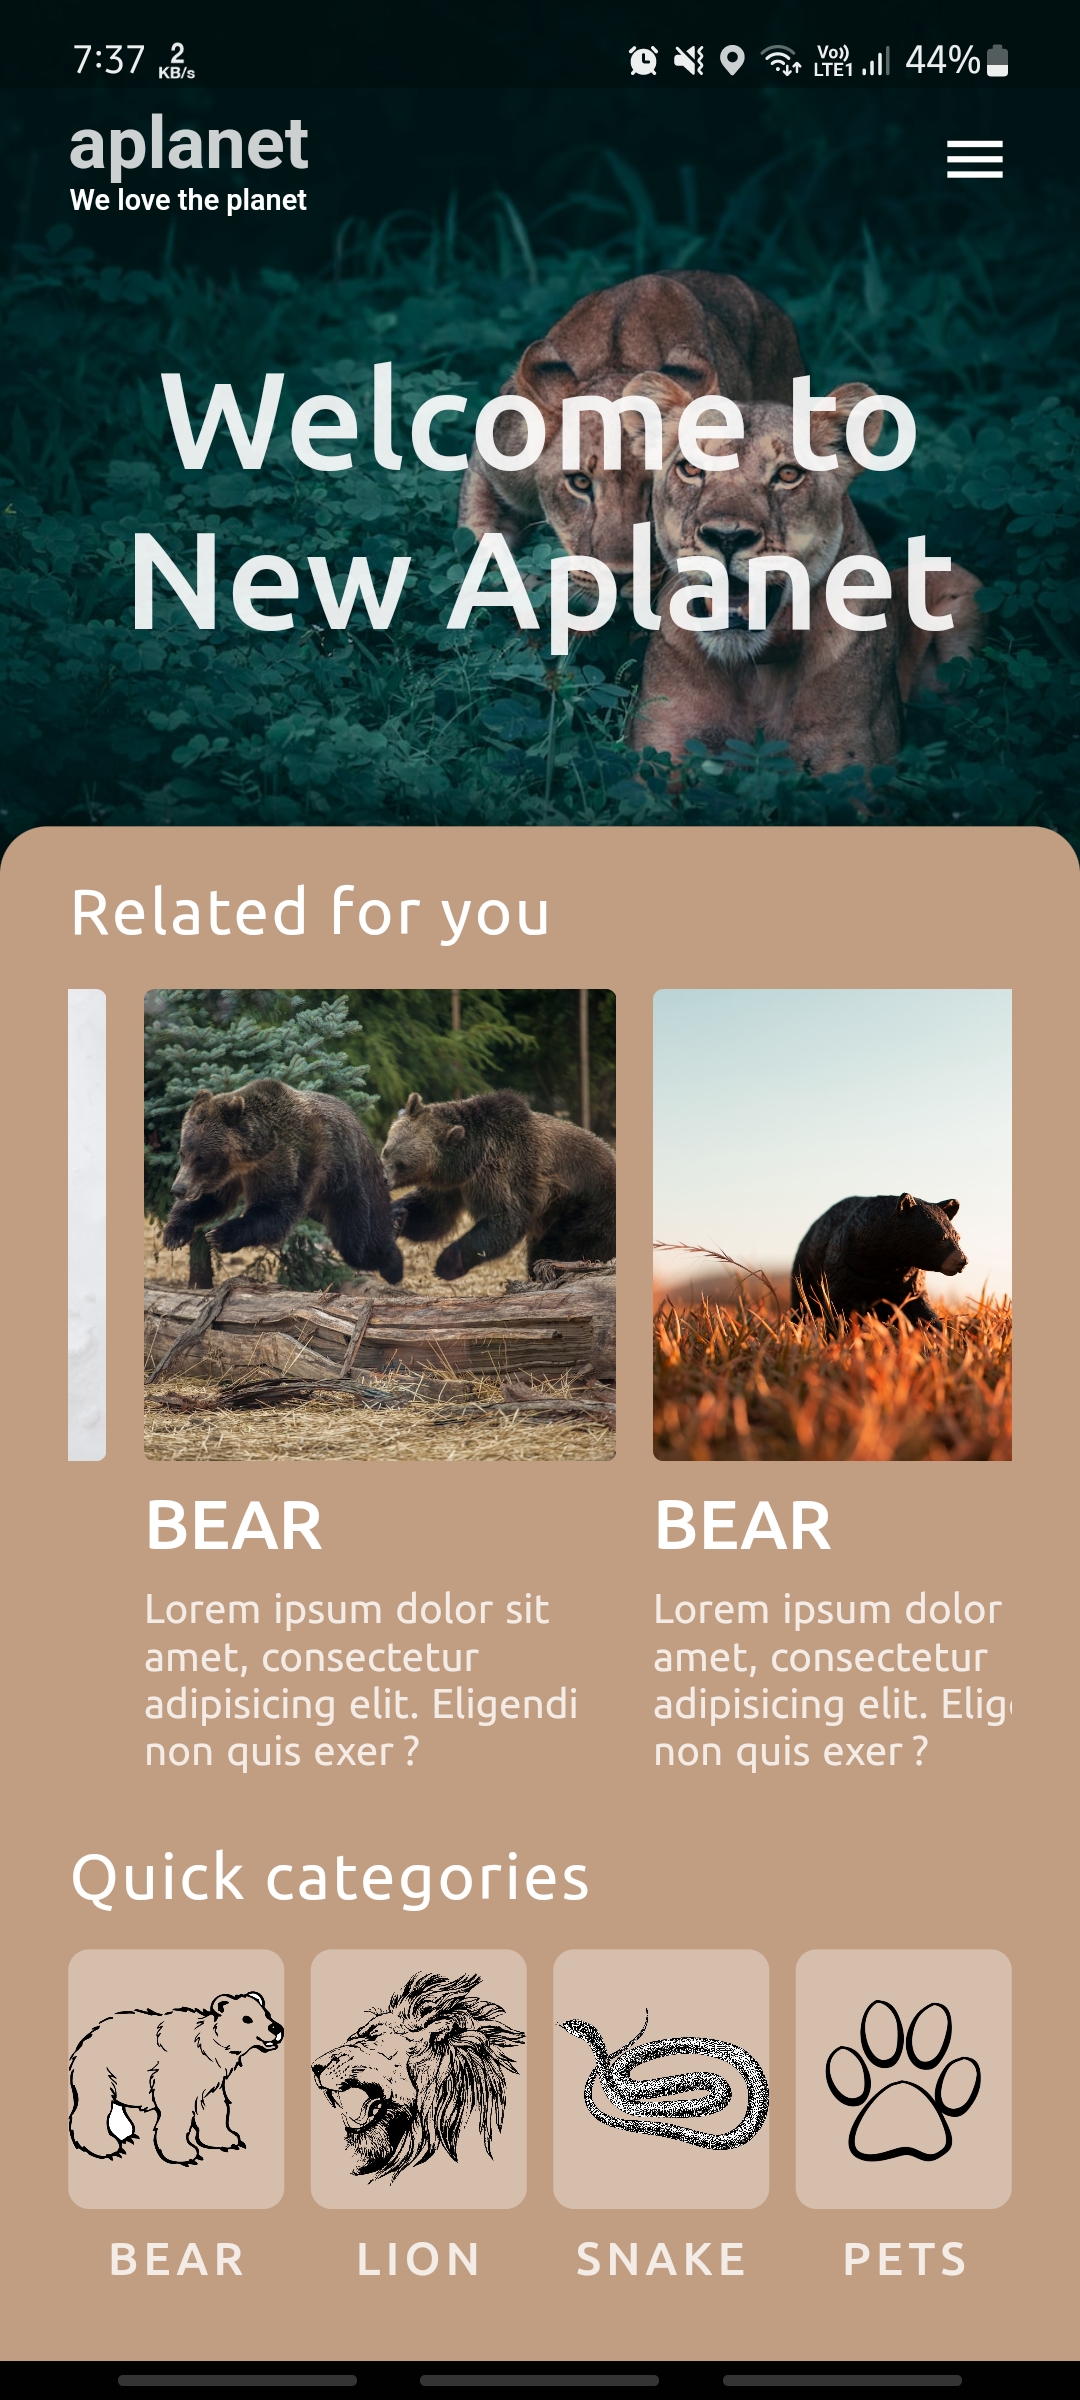 7:37 2 KB/s Vo)) LTE1 44%
aplanet
We love the planet
Welcome to
New Aplanet
Related for you
BEAR
Lorem ipsum dolor sit
amet, consectetur
adipisicing elit. Eligendi
non quis exer ?
BEAR
Lorem ipsum dolor
amet, consectetur
adipisicing elit. Elig
non quis exer ?
Quick categories
BEAR LION SNAKE PETS